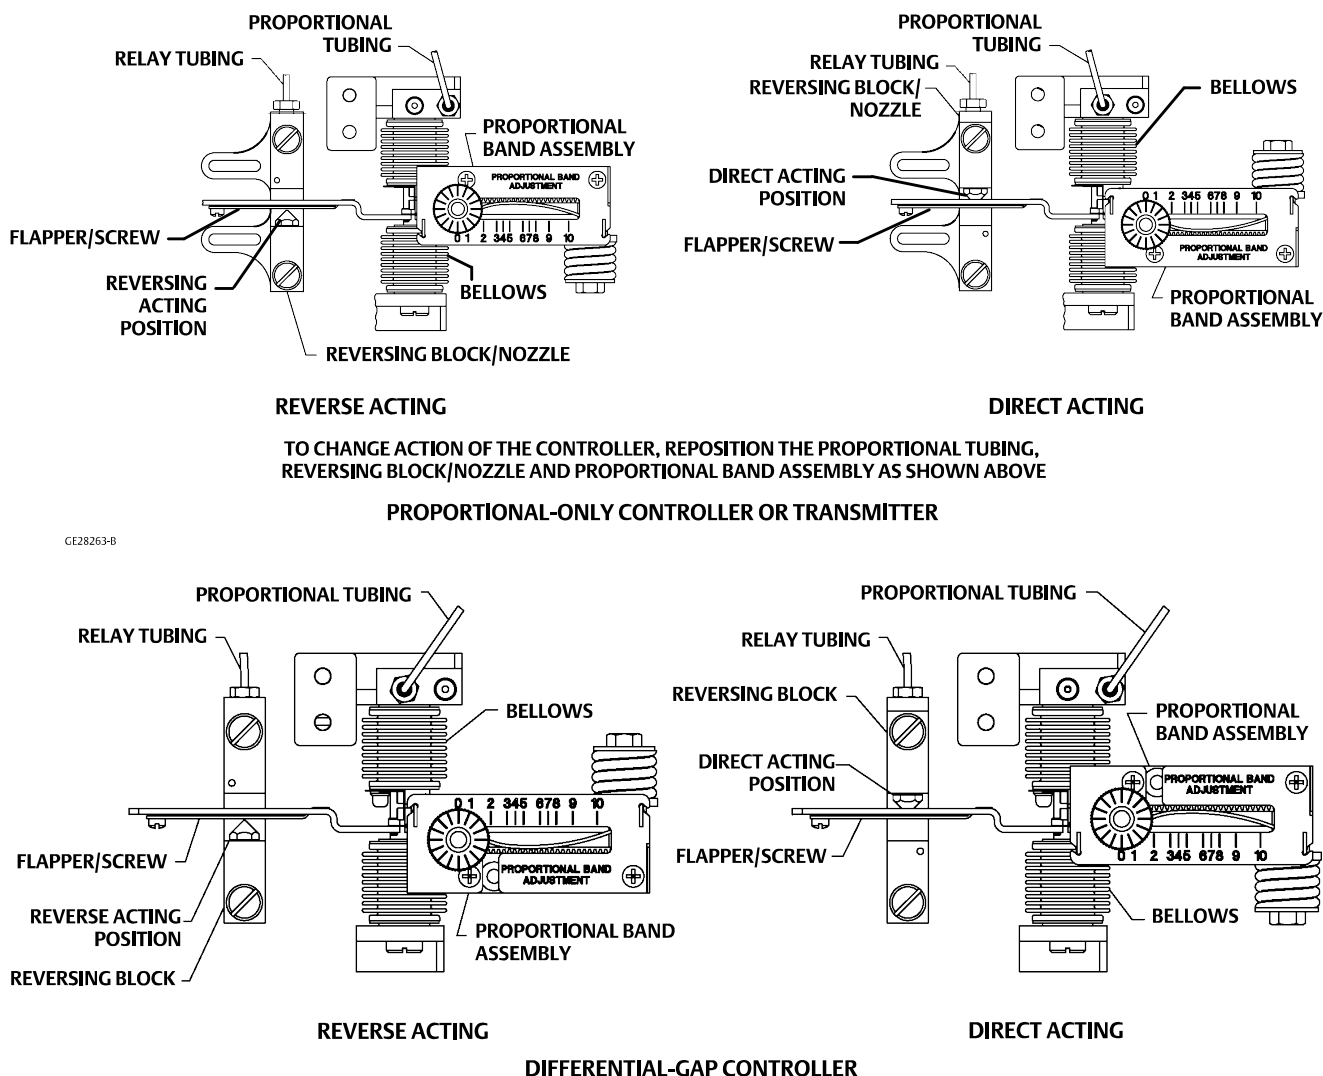 PROPORTIONAL
TUBING
RELAY TUBING
PROPORTIONAL
BAND ASSEMBLY
PROPORTIONAL BAND
ADJUSTMENT
0 1 2 345 678 9 10
FLAPPER/SCREW
REVERSING
ACTING
POSITION
BELLOWS
REVERSING BLOCK/NOZZLE
REVERSE ACTING
PROPORTIONAL
TUBING
RELAY TUBING
REVERSING BLOCK/
NOZZLE
BELLOWS
DIRECT ACTING
POSITION
0 1 2 345 678 9 10
FLAPPER/SCREW
PROPORTIONAL BAND
ADJUSTMENT
PROPORTIONAL
BAND ASSEMBLY
DIRECT ACTING
TO CHANGE ACTION OF THE CONTROLLER, REPOSITION THE PROPORTIONAL TUBING,
REVERSING BLOCK/NOZZLE AND PROPORTIONAL BAND ASSEMBLY AS SHOWN ABOVE
PROPORTIONAL-ONLY CONTROLLER OR TRANSMITTER
GE28263-B
PROPORTIONAL TUBING
RELAY TUBING
BELLOWS
0 1 2 345 678 9 10
FLAPPER/SCREW
PROPORTIONAL BAND
ADJUSTMENT
REVERSE ACTING
POSITION
PROPORTIONAL BAND
ASSEMBLY
REVERSING BLOCK
REVERSE ACTING
PROPORTIONAL TUBING
RELAY TUBING
REVERSING BLOCK
PROPORTIONAL
BAND ASSEMBLY
DIRECT ACTING
POSITION
PROPORTIONAL BAND
ADJUSTMENT
0 1 2 345 678 9 10
FLAPPER/SCREW
BELLOWS
DIRECT ACTING
DIFFERENTIAL-GAP CONTROLLER